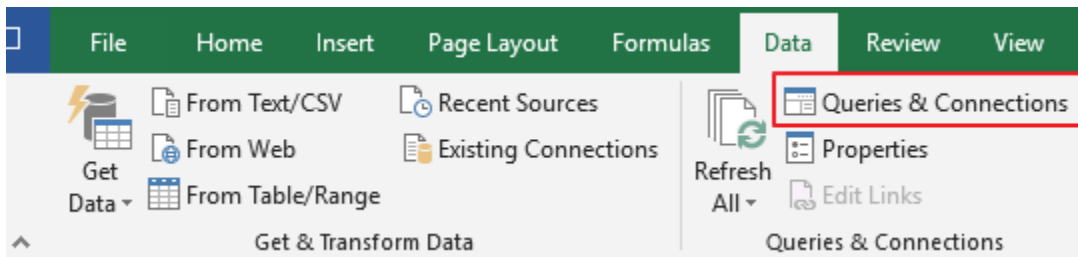 File Home Insert Page Layout Formulas Data Review View
From Text/CSV Recent Sources Queries & Connections
From Web Existing Connections Properties
Get
Data
From Table/Range
Refresh
All
Edit Links
Get & Transform Data Queries & Connections